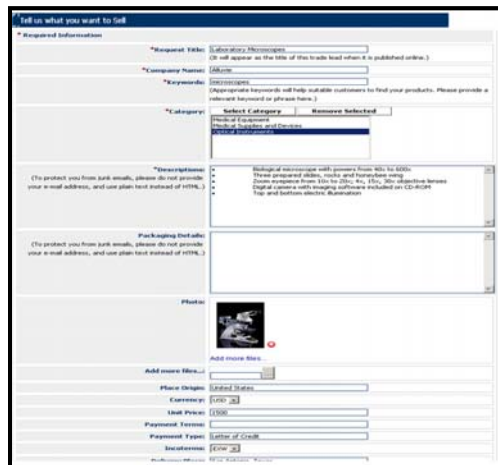 Tell us what you want to Sell
* Required Information
*Request Title: Laboratory Microscopes
(It will appear as the title of this trade lead when it is published online.)
*Company Name: Alluvie
*Keywords: microscopes
(Appropriate keywords will help suitable customers to find your products. Please provide a
relevant keyword or phrase here.)
*Category: Select Category Remove Selected
Medical Equipment
Medical Supplies and Devices
Optical Instruments
*Descriptions:
(To protect you from junk emails, please do not provide
your e-mail address, and use plain text instead of HTML.)
• Biological microscope with powers from 40x to 600x
• Three prepared slides, rocks and honeybee wing
• Zoom eyepiece from 10x to 20x; 4x, 15x, 30x objective lenses
• Digital camera with imaging software included on CD-ROM
• Top and bottom electric illumination
Packaging Details:
(To protect you from junk emails, please do not provide
your e-mail address, and use plain text instead of HTML.)
Photo:
Add more files...
Add more files...:
Place Origin: United States
Currency: USD
Unit Price: 1500
Payment Terms:
Payment Type: Letter of Credit
Incoterms: EXW